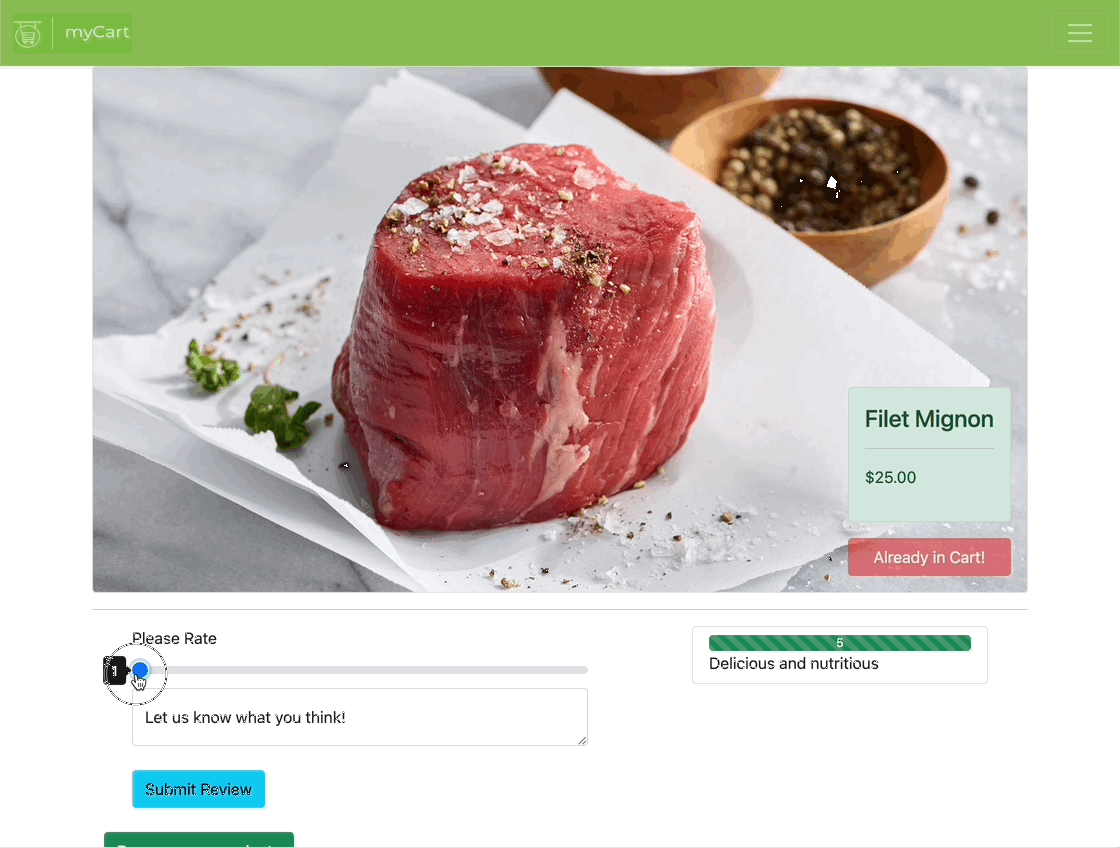 myCart
Filet Mignon
$25.00
Already in Cart!
Please Rate
1
Let us know what you think!
Submit Review
5
Delicious and nutritious